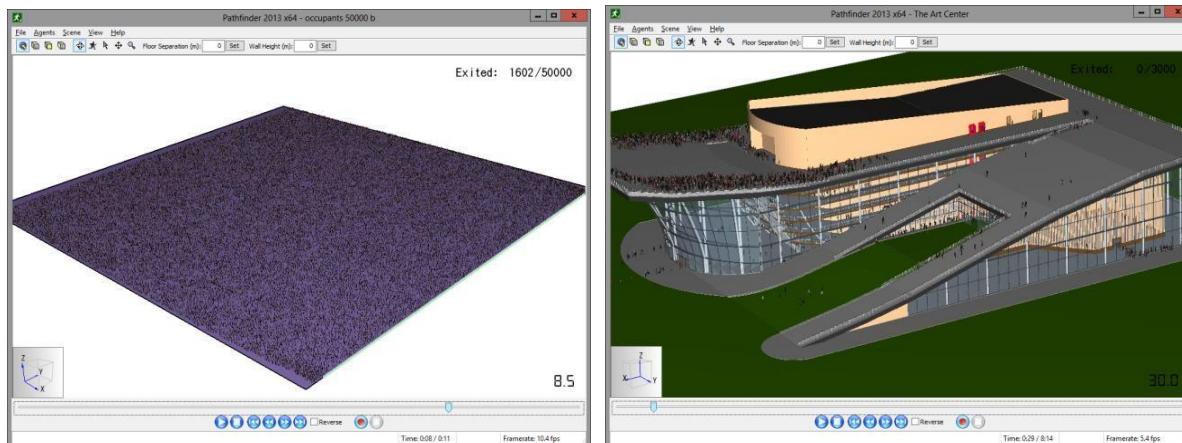 Pathfinder 2013 x64 - occupants 50000 b
File Agents Scene View Help
Floor Separation (m): 0 Set Wall Height (m): 0 Set
Exited: 1602/50000
Z
Y
X
8.5
Reverse
Time: 0:08 / 0:11 Framerate: 10.4 fps
Pathfinder 2013 x64 - The Art Center
File Agents Scene View Help
Floor Separation (m): 0 Set Wall Height (m): 0 Set
Exited: 0/3000
Z
X Y
30.0
Reverse
Time: 0:29 / 8:14 Framerate: 5.4 fps